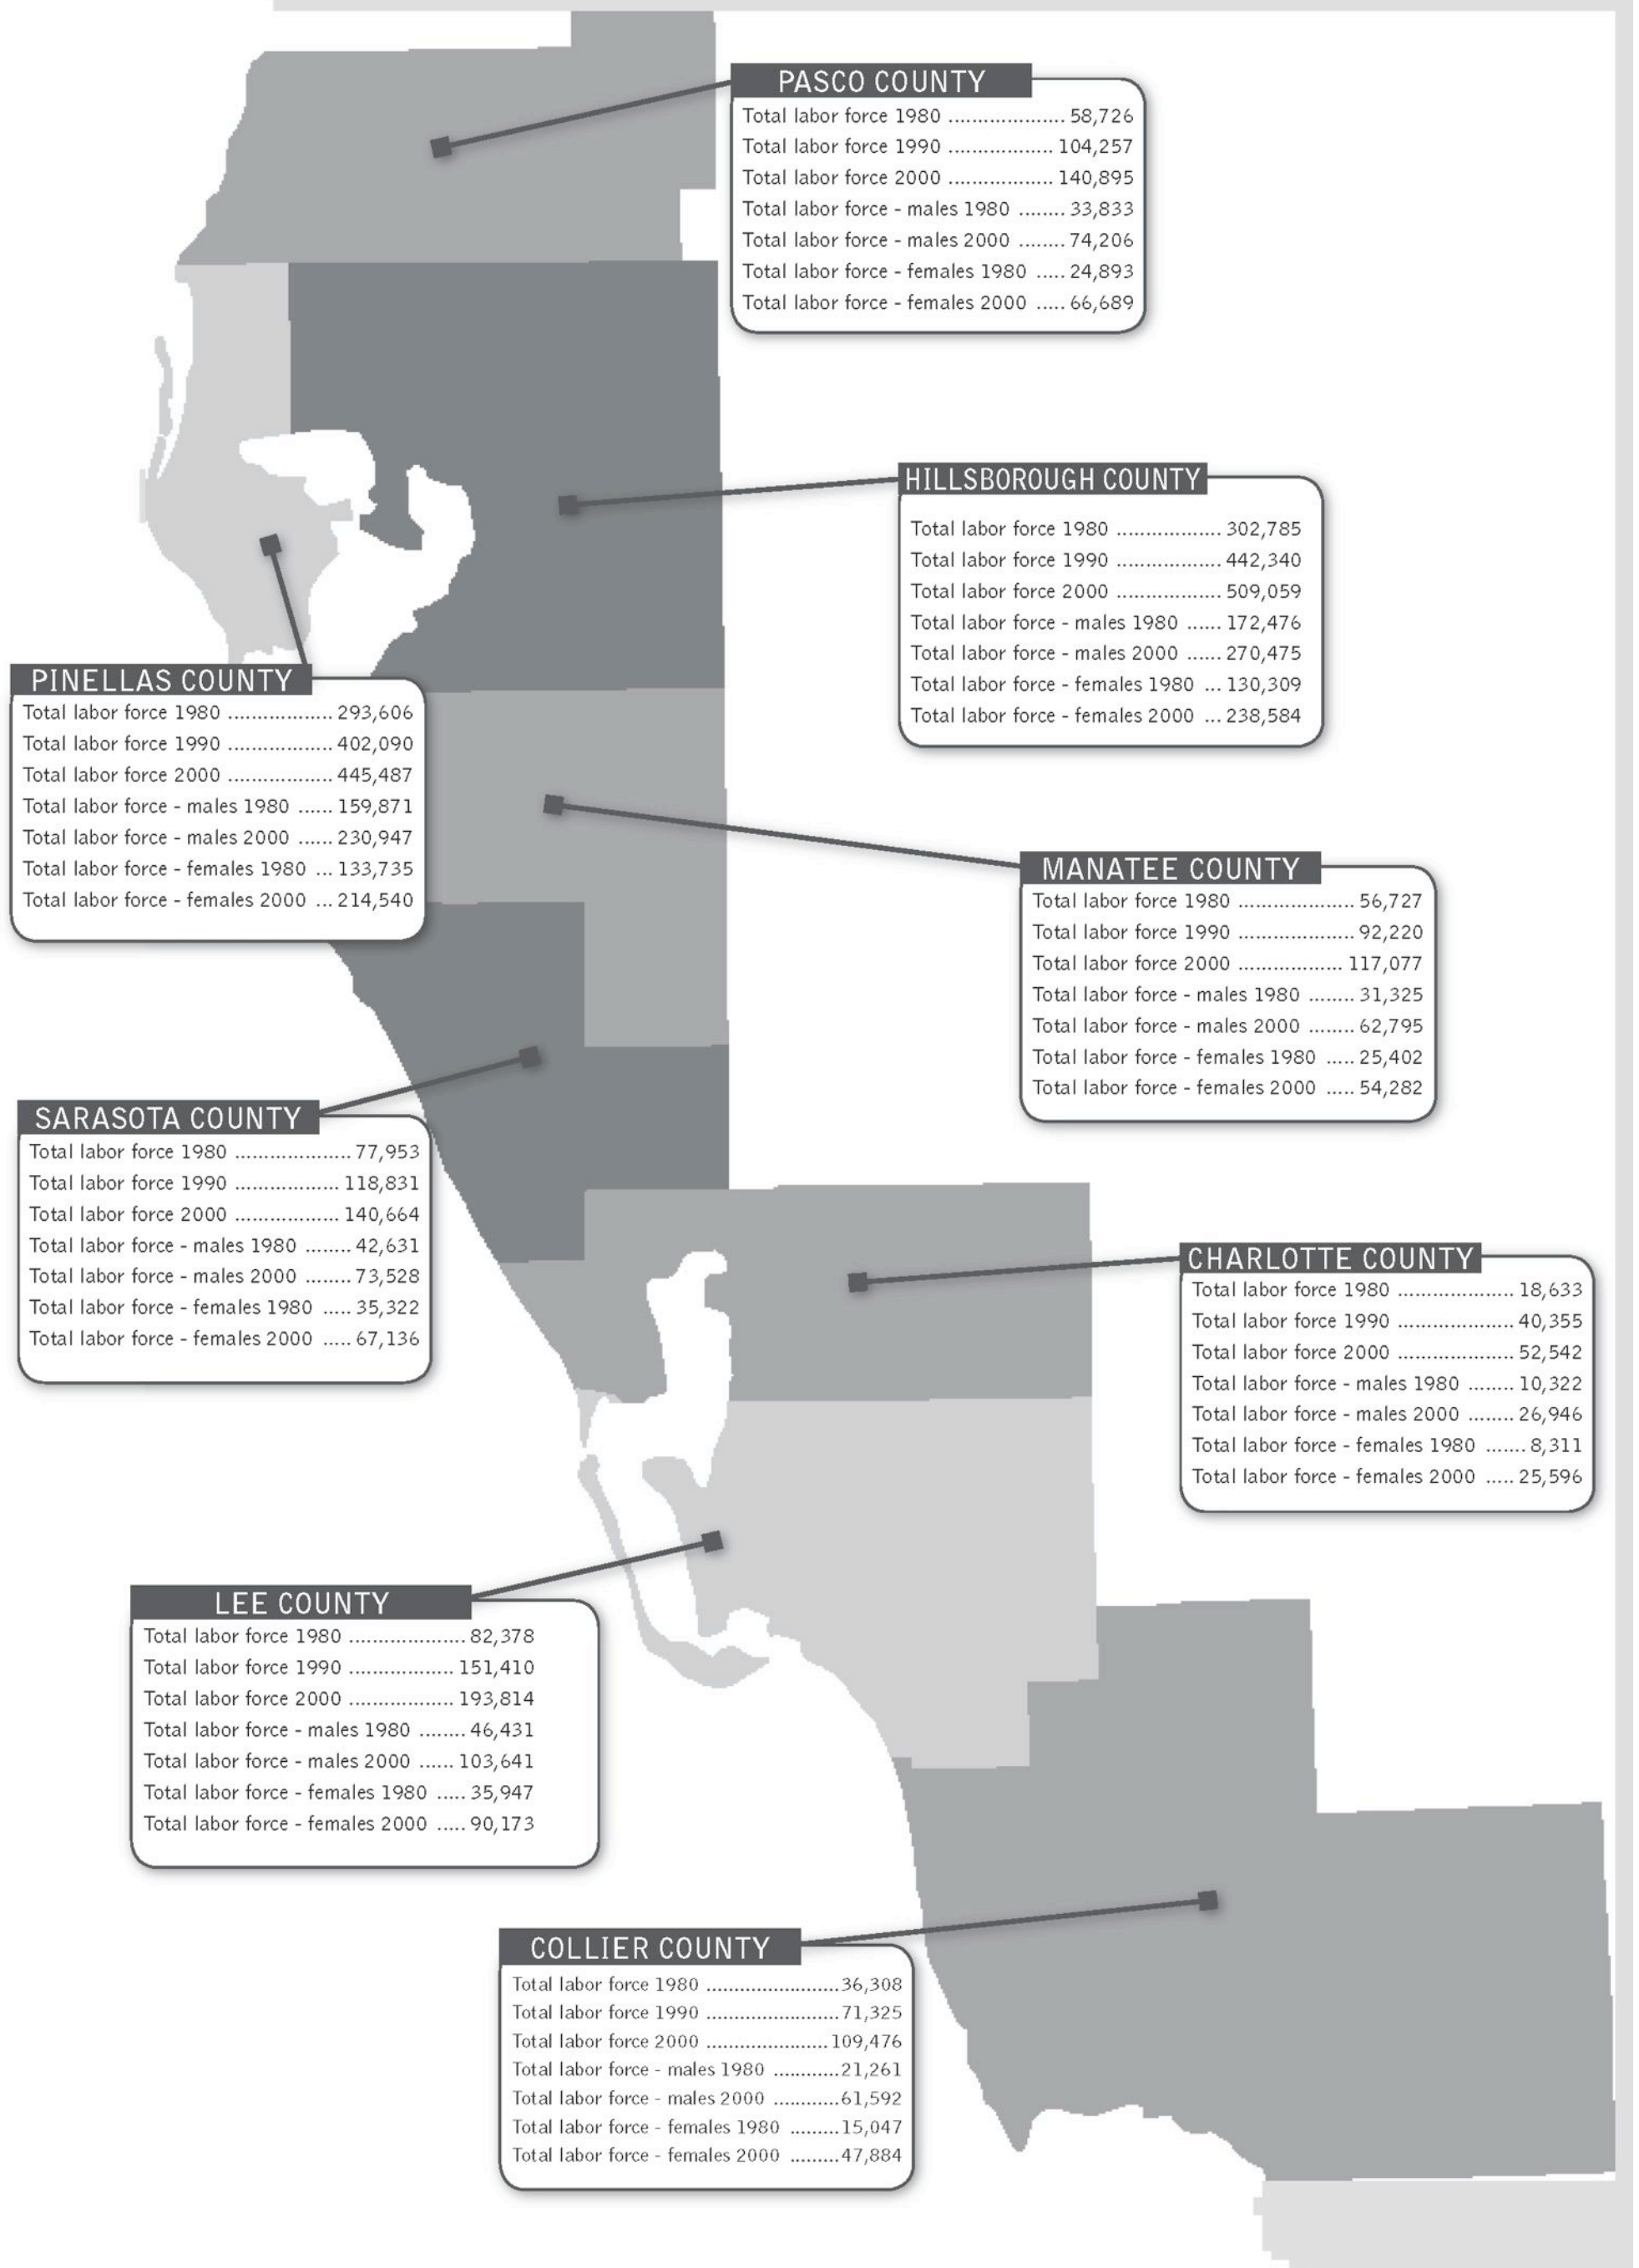 PASCO COUNTY
Total labor force 1980 .................... 58,726
Total labor force 1990 .................. 104,257
Total labor force 2000 .................. 140,895
Total labor force - males 1980 ........ 33,833
Total labor force - males 2000 ........ 74,206
Total labor force - females 1980 ..... 24,893
Total labor force - females 2000 ..... 66,689
HILLSBOROUGH COUNTY
Total labor force 1980 .................. 302,785
Total labor force 1990 .................. 442,340
Total labor force 2000 .................. 509,059
Total labor force - males 1980 ...... 172,476
Total labor force - males 2000 ...... 270,475
Total labor force - females 1980 ... 130,309
Total labor force - females 2000 ... 238,584
PINELLAS COUNTY
Total labor force 1980 .................. 293,606
Total labor force 1990 .................. 402,090
Total labor force 2000 .................. 445,487
Total labor force - males 1980 ...... 159,871
Total labor force - males 2000 ...... 230,947
Total labor force - females 1980 ... 133,735
Total labor force - females 2000 ... 214,540
MANATEE COUNTY
Total labor force 1980 .................... 56,727
Total labor force 1990 .................... 92,220
Total labor force 2000 .................. 117,077
Total labor force - males 1980 ........ 31,325
Total labor force - males 2000 ........ 62,795
Total labor force - females 1980 ..... 25,402
Total labor force - females 2000 ..... 54,282
SARASOTA COUNTY
Total labor force 1980 .................... 77,953
Total labor force 1990 .................. 118,831
Total labor force 2000 .................. 140,664
Total labor force - males 1980 ........ 42,631
Total labor force - males 2000 ........ 73,528
Total labor force - females 1980 ..... 35,322
Total labor force - females 2000 ..... 67,136
CHARLOTTE COUNTY
Total labor force 1980 .................... 18,633
Total labor force 1990 .................... 40,355
Total labor force 2000 .................... 52,542
Total labor force - males 1980 ........ 10,322
Total labor force - males 2000 ........ 26,946
Total labor force - females 1980 ....... 8,311
Total labor force - females 2000 ..... 25,596
LEE COUNTY
Total labor force 1980 .................... 82,378
Total labor force 1990 .................. 151,410
Total labor force 2000 .................. 193,814
Total labor force - males 1980 ........ 46,431
Total labor force - males 2000 ...... 103,641
Total labor force - females 1980 ..... 35,947
Total labor force - females 2000 ..... 90,173
COLLIER COUNTY
Total labor force 1980 ........................36,308
Total labor force 1990 ........................71,325
Total labor force 2000 ......................109,476
Total labor force - males 1980 ............21,261
Total labor force - males 2000 ............61,592
Total labor force - females 1980 .........15,047
Total labor force - females 2000 .........47,884